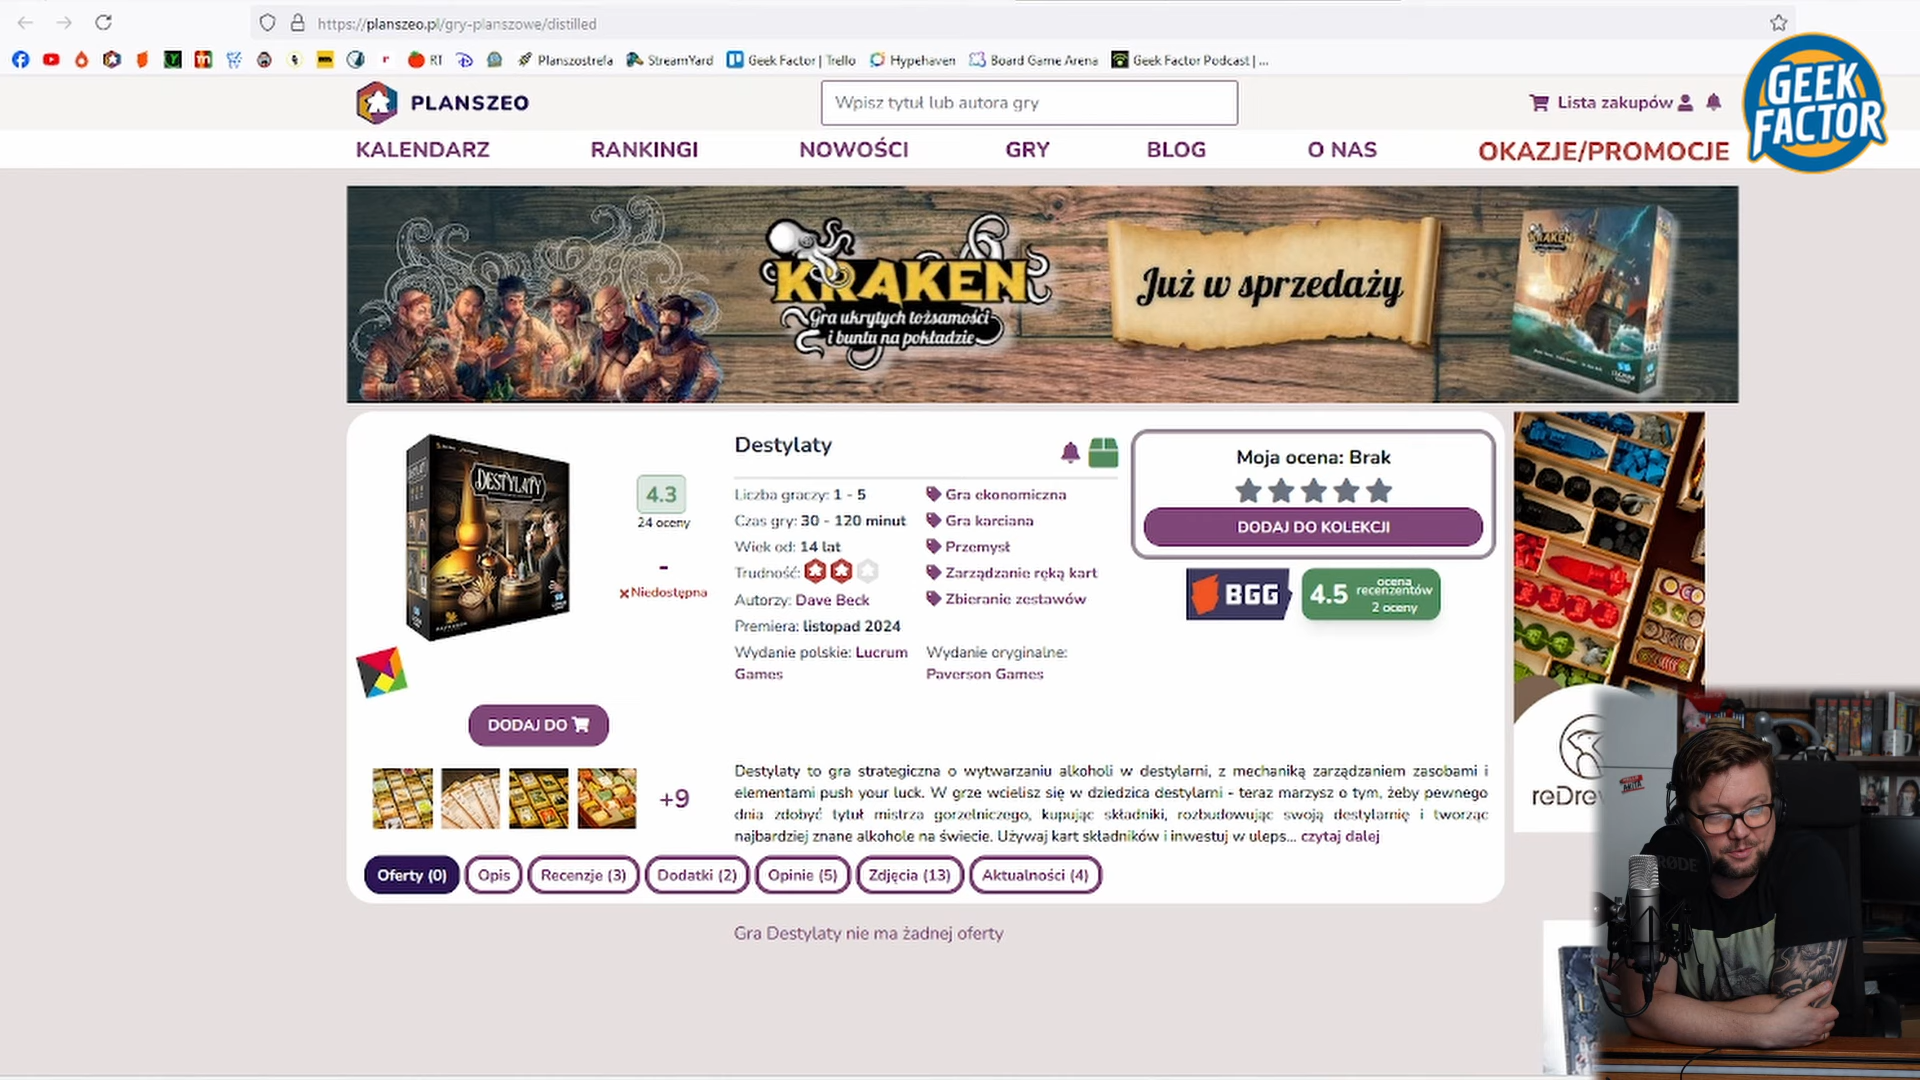 https://planszeo.pl/gry-planszowe/distilled
RT
Planszostrefa
StreamYard
Geek Factor | Trello
Hypehaven
Board Game Arena
Geek Factor Podcast | ...
GEEK
FACTOR
PLANSZEO
Wpisz tytuł lub autora gry
Lista zakupów
KALENDARZ
RANKINGI
NOWOŚCI
GRY
BLOG
O NAS
OKAZJE/PROMOCJE
KRAKEN
Gra ukrytych tożsamości
i buntu na pokładzie
Już w sprzedaży
KRAKEN
DESTYLATY
4.3
24 oceny
-
Niedostępna
Destylaty
Liczba graczy: 1 - 5
Czas gry: 30 - 120 minut
Wiek od: 14 lat
Trudność:
Autorzy: Dave Beck
Premiera: listopad 2024
Wydanie polskie: Lucrum
Games
Gra ekonomiczna
Gra karciana
Przemysł
Zarządzanie ręką kart
Zbieranie zestawów
Wydanie oryginalne:
Paverson Games
Moja ocena: Brak
DODAJ DO KOLEKCJI
BGG
4.5
ocena
recenzentów
2 oceny
DODAJ DO
+9
Destylaty to gra strategiczna o wytwarzaniu alkoholi w destylarni, z mechaniką zarządzaniem zasobami i
elementami push your luck. W grze wcielisz się w dziedzica destylarni - teraz marzysz o tym, żeby pewnego
dnia zdobyć tytuł mistrza gorzelniczego, kupując składniki, rozbudowując swoją destylarnię i tworząc
najbardziej znane alkohole na świecie. Używaj kart składników i inwestuj w uleps... czytaj dalej
Oferty (0)
Opis
Recenzje (3)
Dodatki (2)
Opinie (5)
Zdjęcia (13)
Aktualności (4)
Gra Destylaty nie ma żadnej oferty
reDre
RØDE